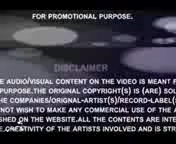 FOR PROMOTIONAL PURPOSE.
DISCLAIMER
E AUDIO/VISUAL CONTENT ON THE VIDEO IS MEANT F
PURPOSE.THE ORIGINAL COPYRIGHT(S) IS (ARE) SOL
HE COMPANIES/ORIGNAL-ARTIST(S)/RECORD-LABEL(S
NOT WISH TO MAKE ANY COMMERCIAL USE OF THE A
SHED ON THE WEBSITE.ALL THE CONTENTS ARE INTE
CREATIVITY OF THE ARTISTS INVOLVED AND IS STR